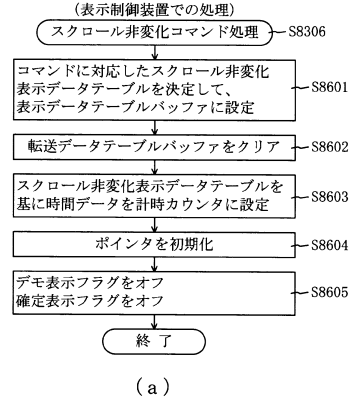 (表示制御装置での処理)
スクロール非変化コマンド処理
S8306
コマンドに対応したスクロール非変化
表示データテーブルを決定して、
表示データテーブルバッファに設定
S8601
転送データテーブルバッファをクリア
S8602
スクロール非変化表示データテーブルを
基に時間データを計時カウンタに設定
S8603
ポインタを初期化
S8604
デモ表示フラグをオフ
確定表示フラグをオフ
S8605
終 了
(a)